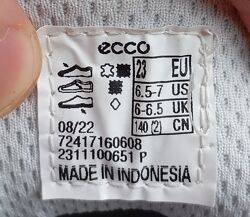 ecco
23 EU
6.5-7 US
6-6.5 UK
140 (2) CN
08/22
72417160608
2311100651 P
MADE IN INDONESIA